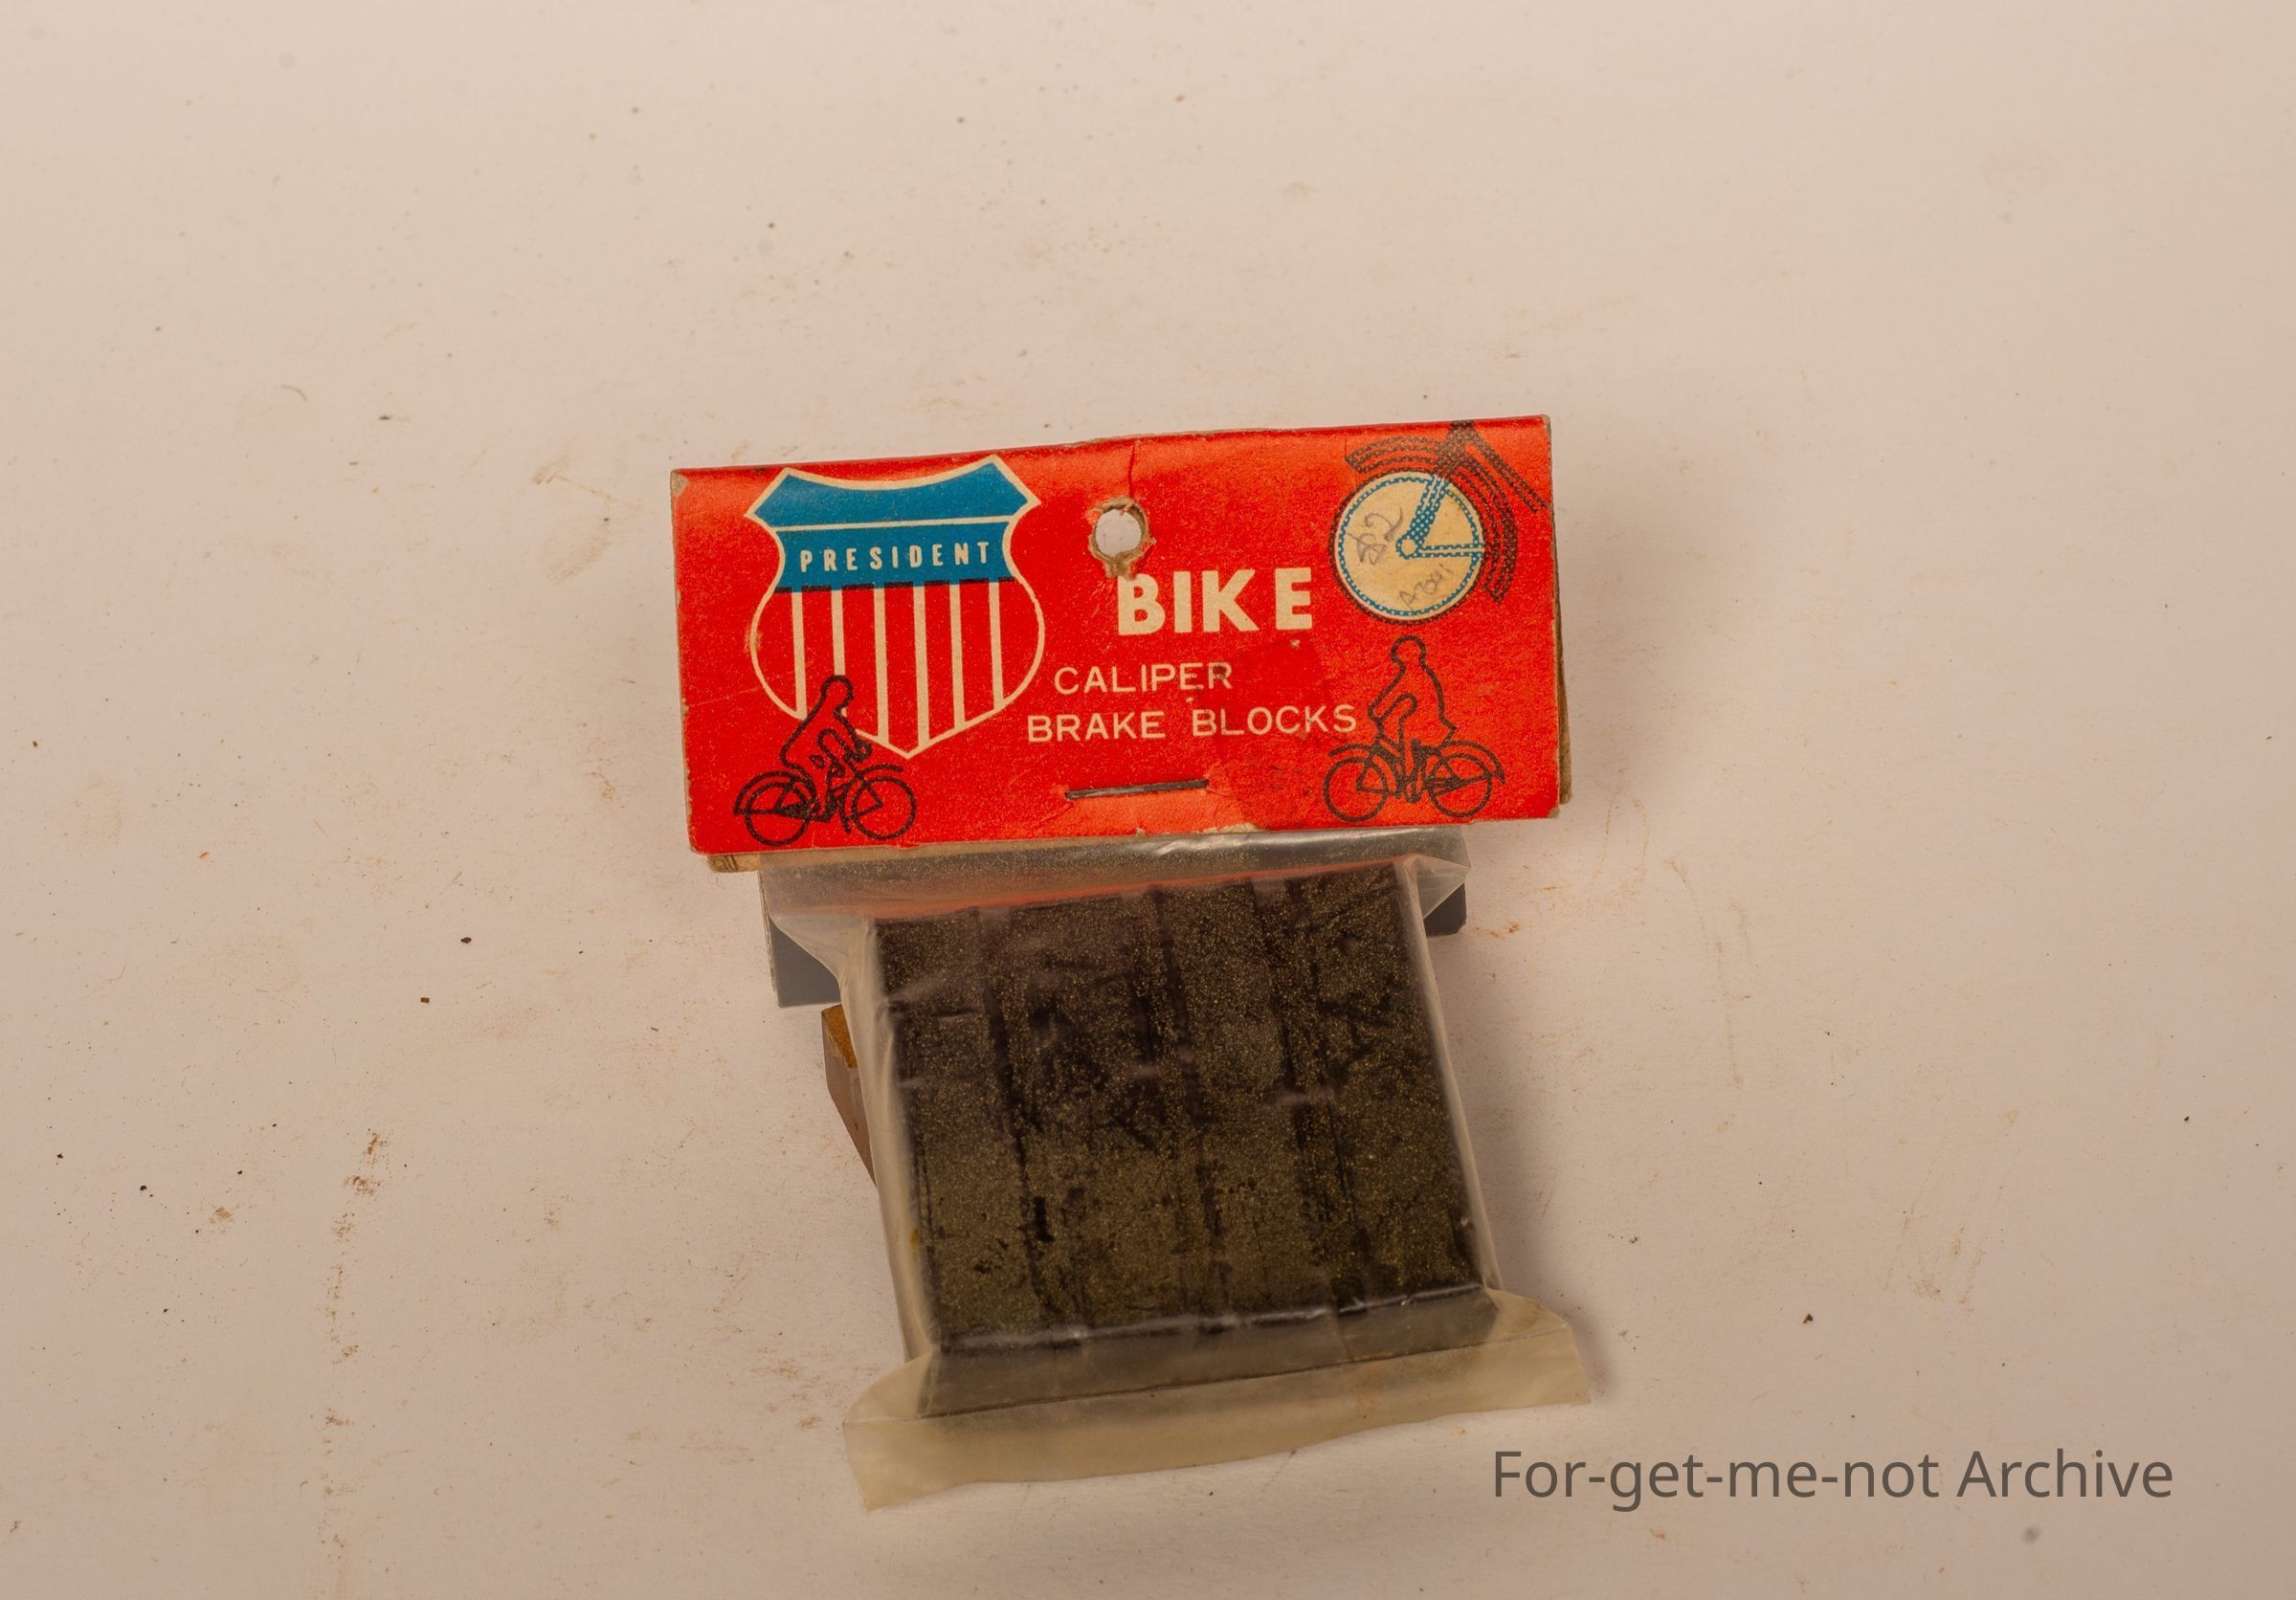 PRESIDENT
BIKE
CALIPER
BRAKE BLOCKS
For-get-me-not Archive